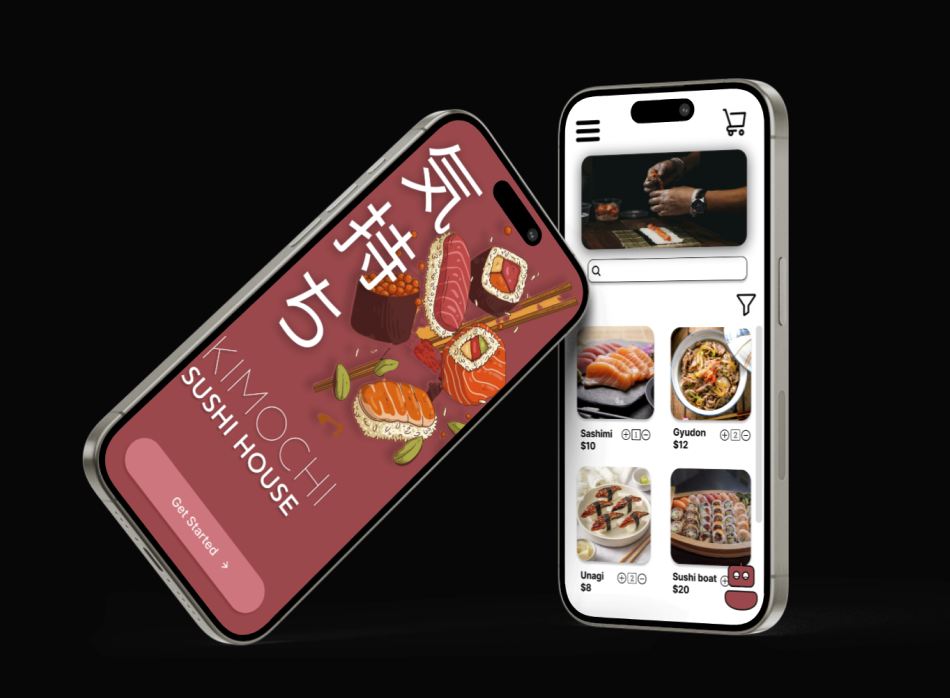 気持ち
KIMOCHI
SUSHI HOUSE
Get Started →
Sashimi
1
$10
Gyudon
2
$12
Unagi
2
$8
Sushi boat
$20